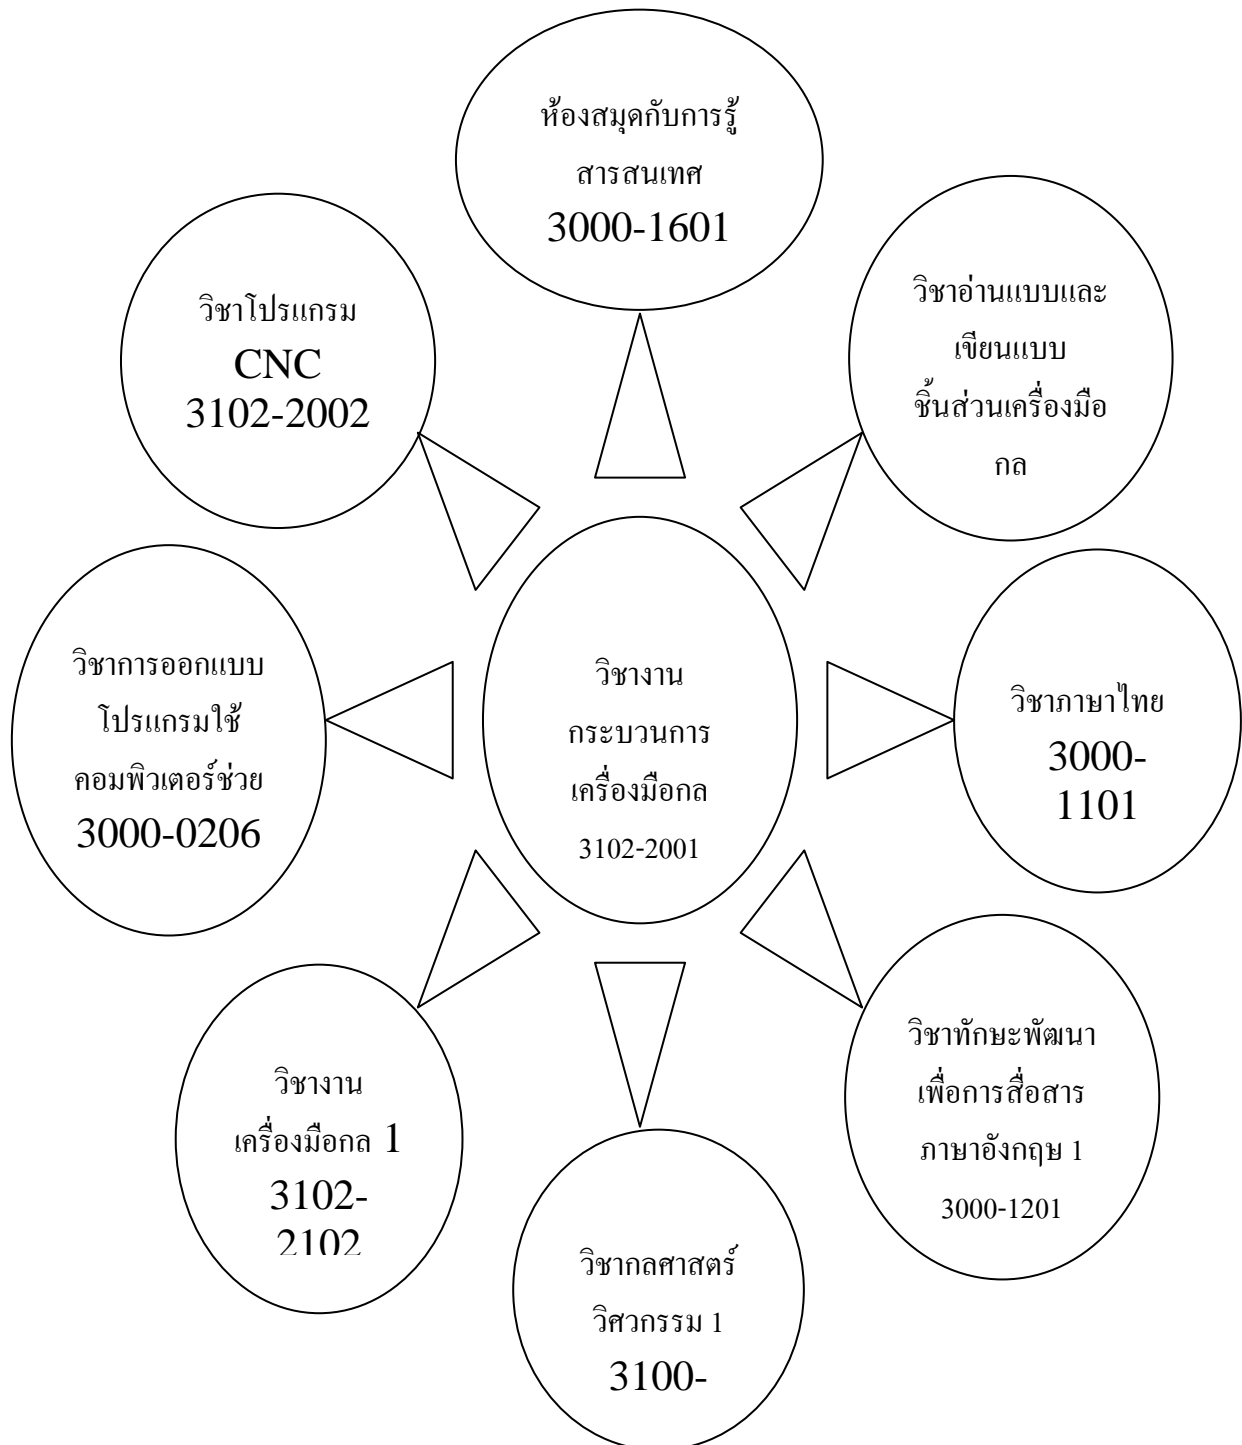 ห้องสมุดกับการรู้
สารสนเทศ
3000-1601
วิชาโปรแกรม
CNC
3102-2002
วิชาอ่านแบบและ
เขียนแบบ
ชิ้นส่วนเครื่องมือ
กล
วิชาการออกแบบ
โปรแกรมใช้
คอมพิวเตอร์ช่วย
3000-0206
วิชางาน
กระบวนการ
เครื่องมือกล
3102-2001
วิชาภาษาไทย
3000-
1101
วิชางาน
เครื่องมือกล 1
3102-
2102
วิชาทักษะพัฒนา
เพื่อการสื่อสาร
ภาษาอังกฤษ 1
3000-1201
วิชากลศาสตร์
วิศวกรรม 1
3100-